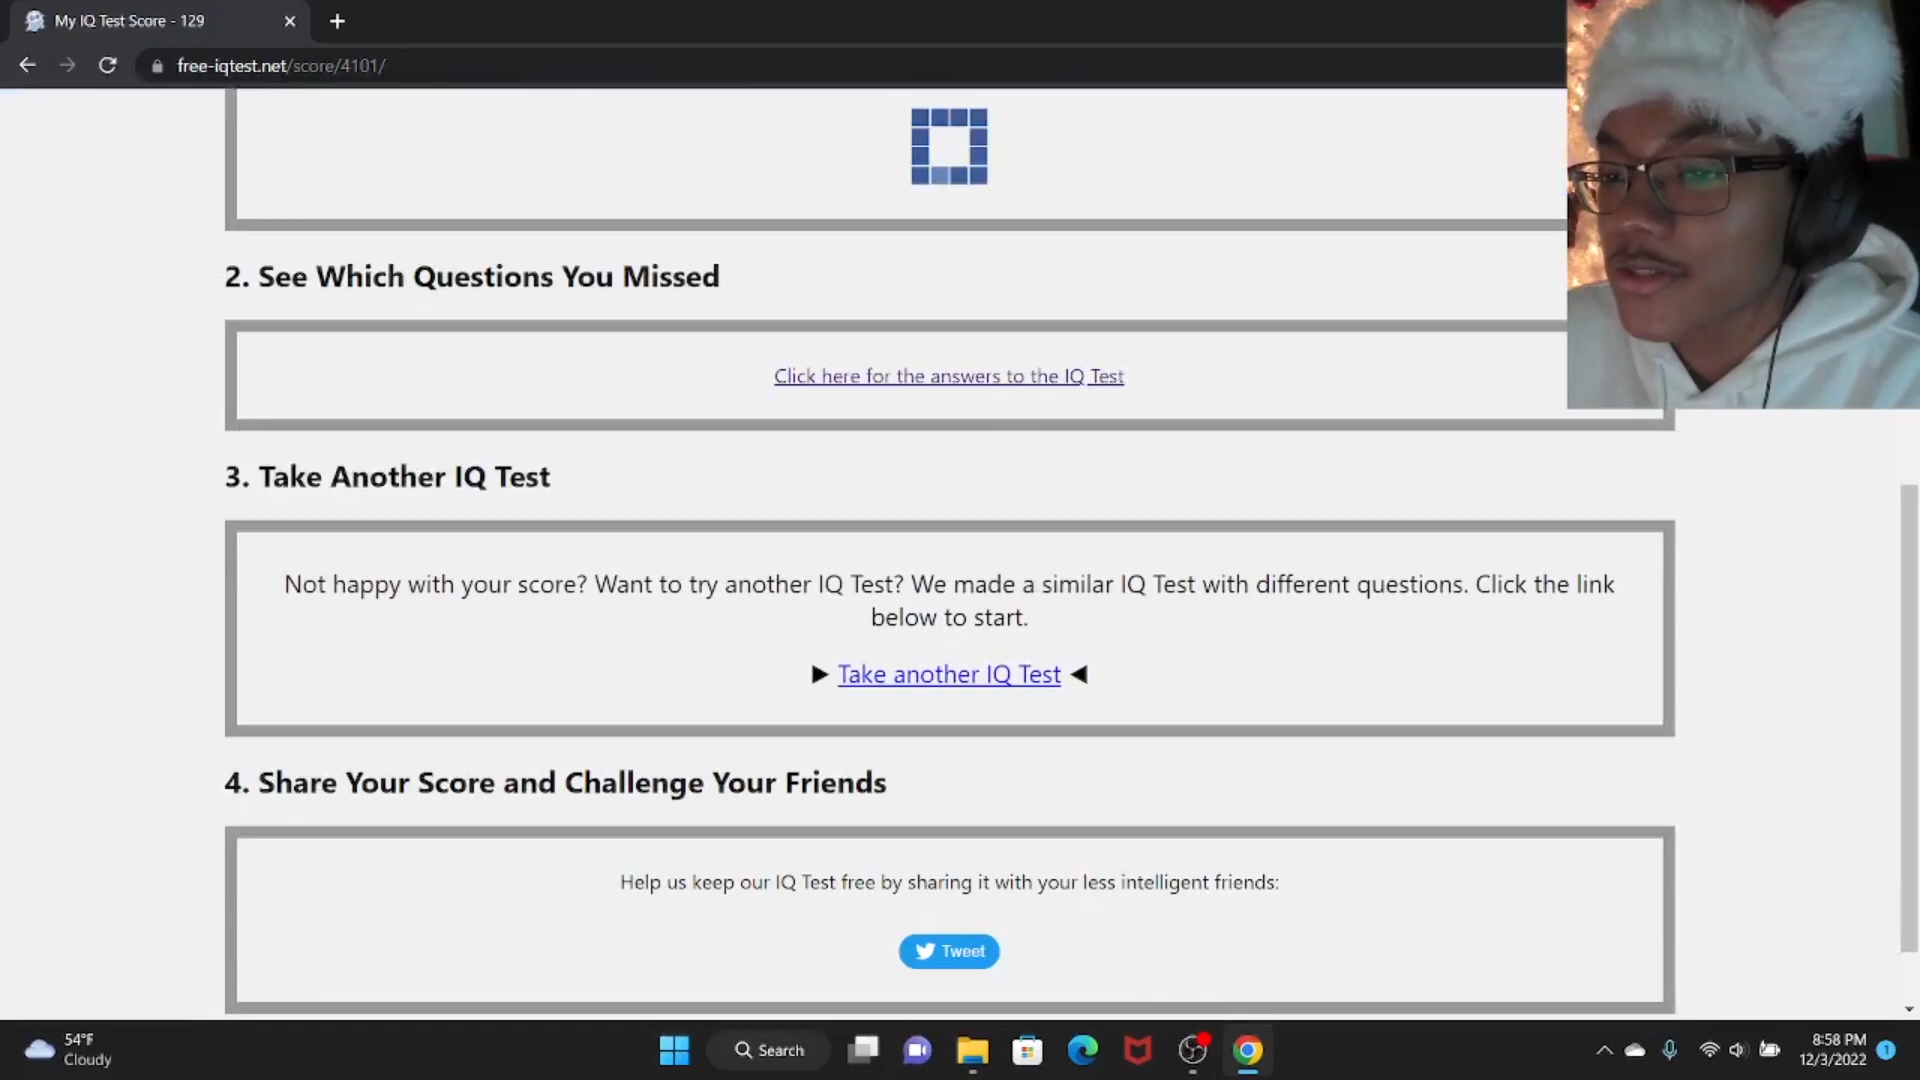 My IQ Test Score - 129
free-iqtest.net/score/4101/
2. See Which Questions You Missed
Click here for the answers to the IQ Test
3. Take Another IQ Test
Not happy with your score? Want to try another IQ Test? We made a similar IQ Test with different questions. Click the link
below to start.
▶ Take another IQ Test ◀
4. Share Your Score and Challenge Your Friends
Help us keep our IQ Test free by sharing it with your less intelligent friends:
Tweet
54°F
Cloudy
Search
8:58 PM
12/3/2022
1